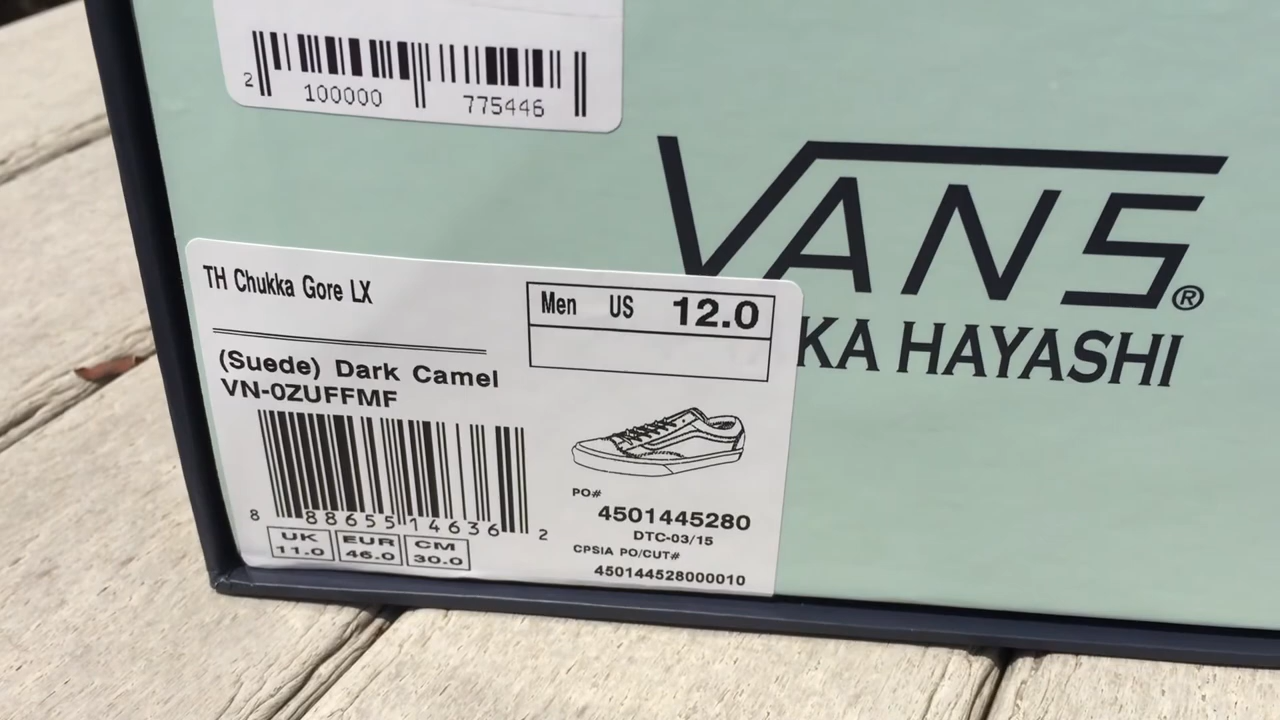 2 100000 775446
VANS®
KA HAYASHI
TH Chukka Gore LX
Men US 12.0
(Suede) Dark Camel
VN-0ZUFFMF
8 88655 14636 2
UK 11.0
EUR 46.0
CM 30.0
PO#
4501445280
DTC-03/15
CPSIA PO/CUT#
450144528000010